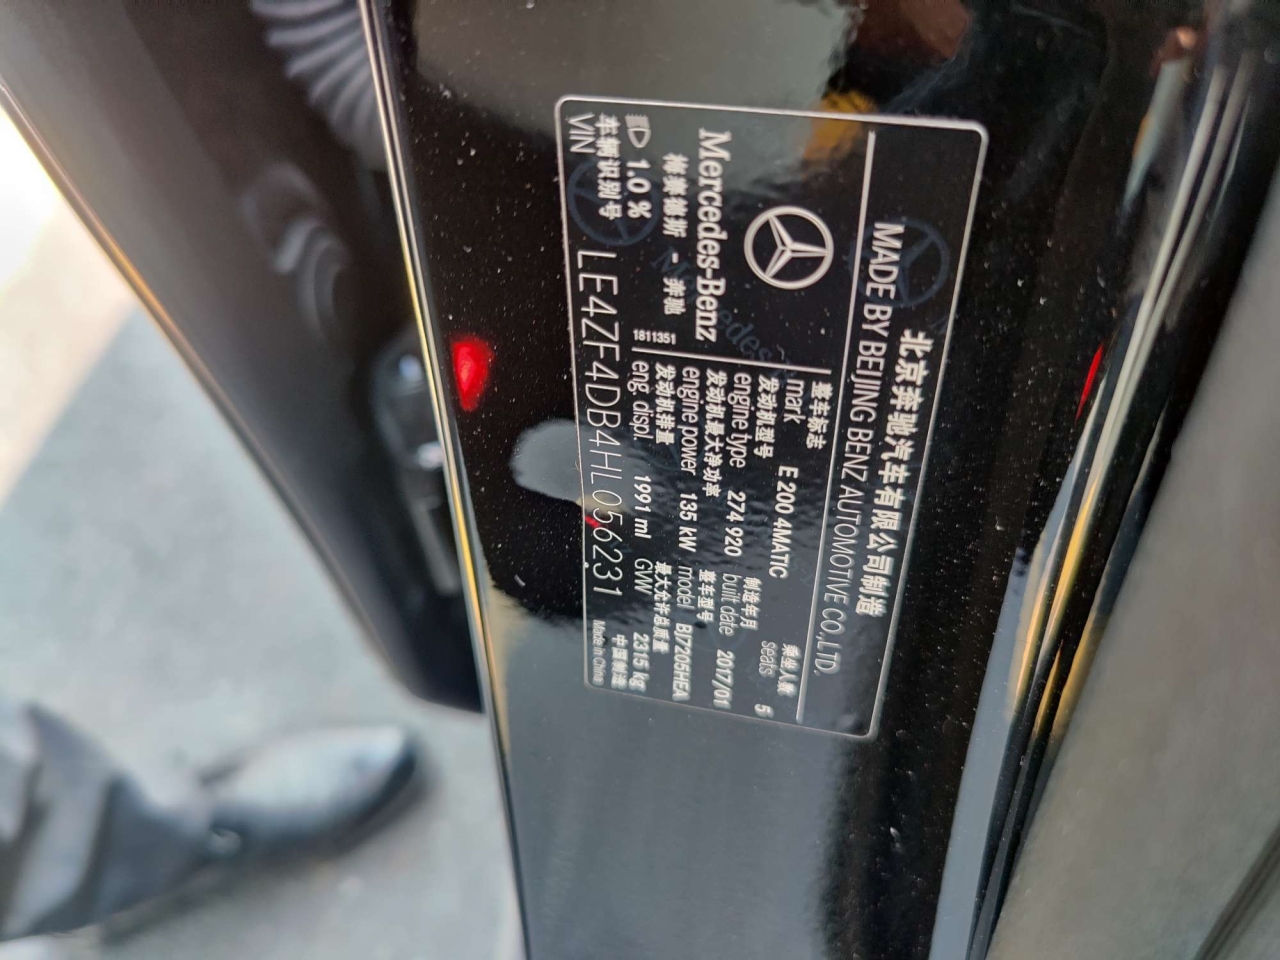 北京奔驰汽车有限公司制造
MADE BY BEIJING BENZ AUTOMOTIVE CO.,LTD.
Mercedes-Benz
梅赛德斯 - 奔驰
1.0 %
1811351
整车标志
mark E 200 4MATIC
乘坐人数
seats 5
发动机型号
engine type 274 920
制造年月
built date 2017/01
发动机最大净功率
engine power 135 kW
整车型号
model BJ7205HEA
发动机排量
eng. displ. 1991 ml
最大允许总质量
GVW 2315 kg
车辆识别号
VIN LE4ZF4DB4HL056231
中国制造
Made in China